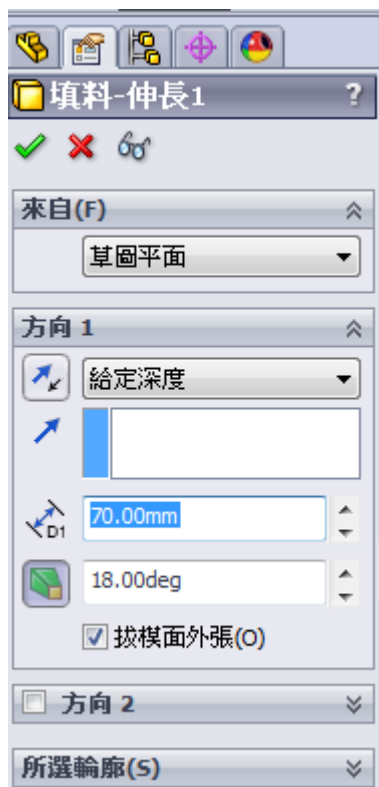 填料-伸長1 ?
來自(F)
草圖平面
方向 1
給定深度
D1 70.00mm
18.00deg
拔模面外張(O)
方向 2
所選輪廓(S)